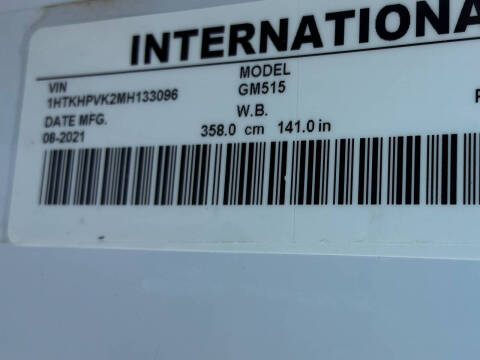 INTERNATIONA
VIN
1HTKHPVK2MH133096
MODEL
GM515
DATE MFG.
08-2021
W.B.
358.0 cm 141.0 in